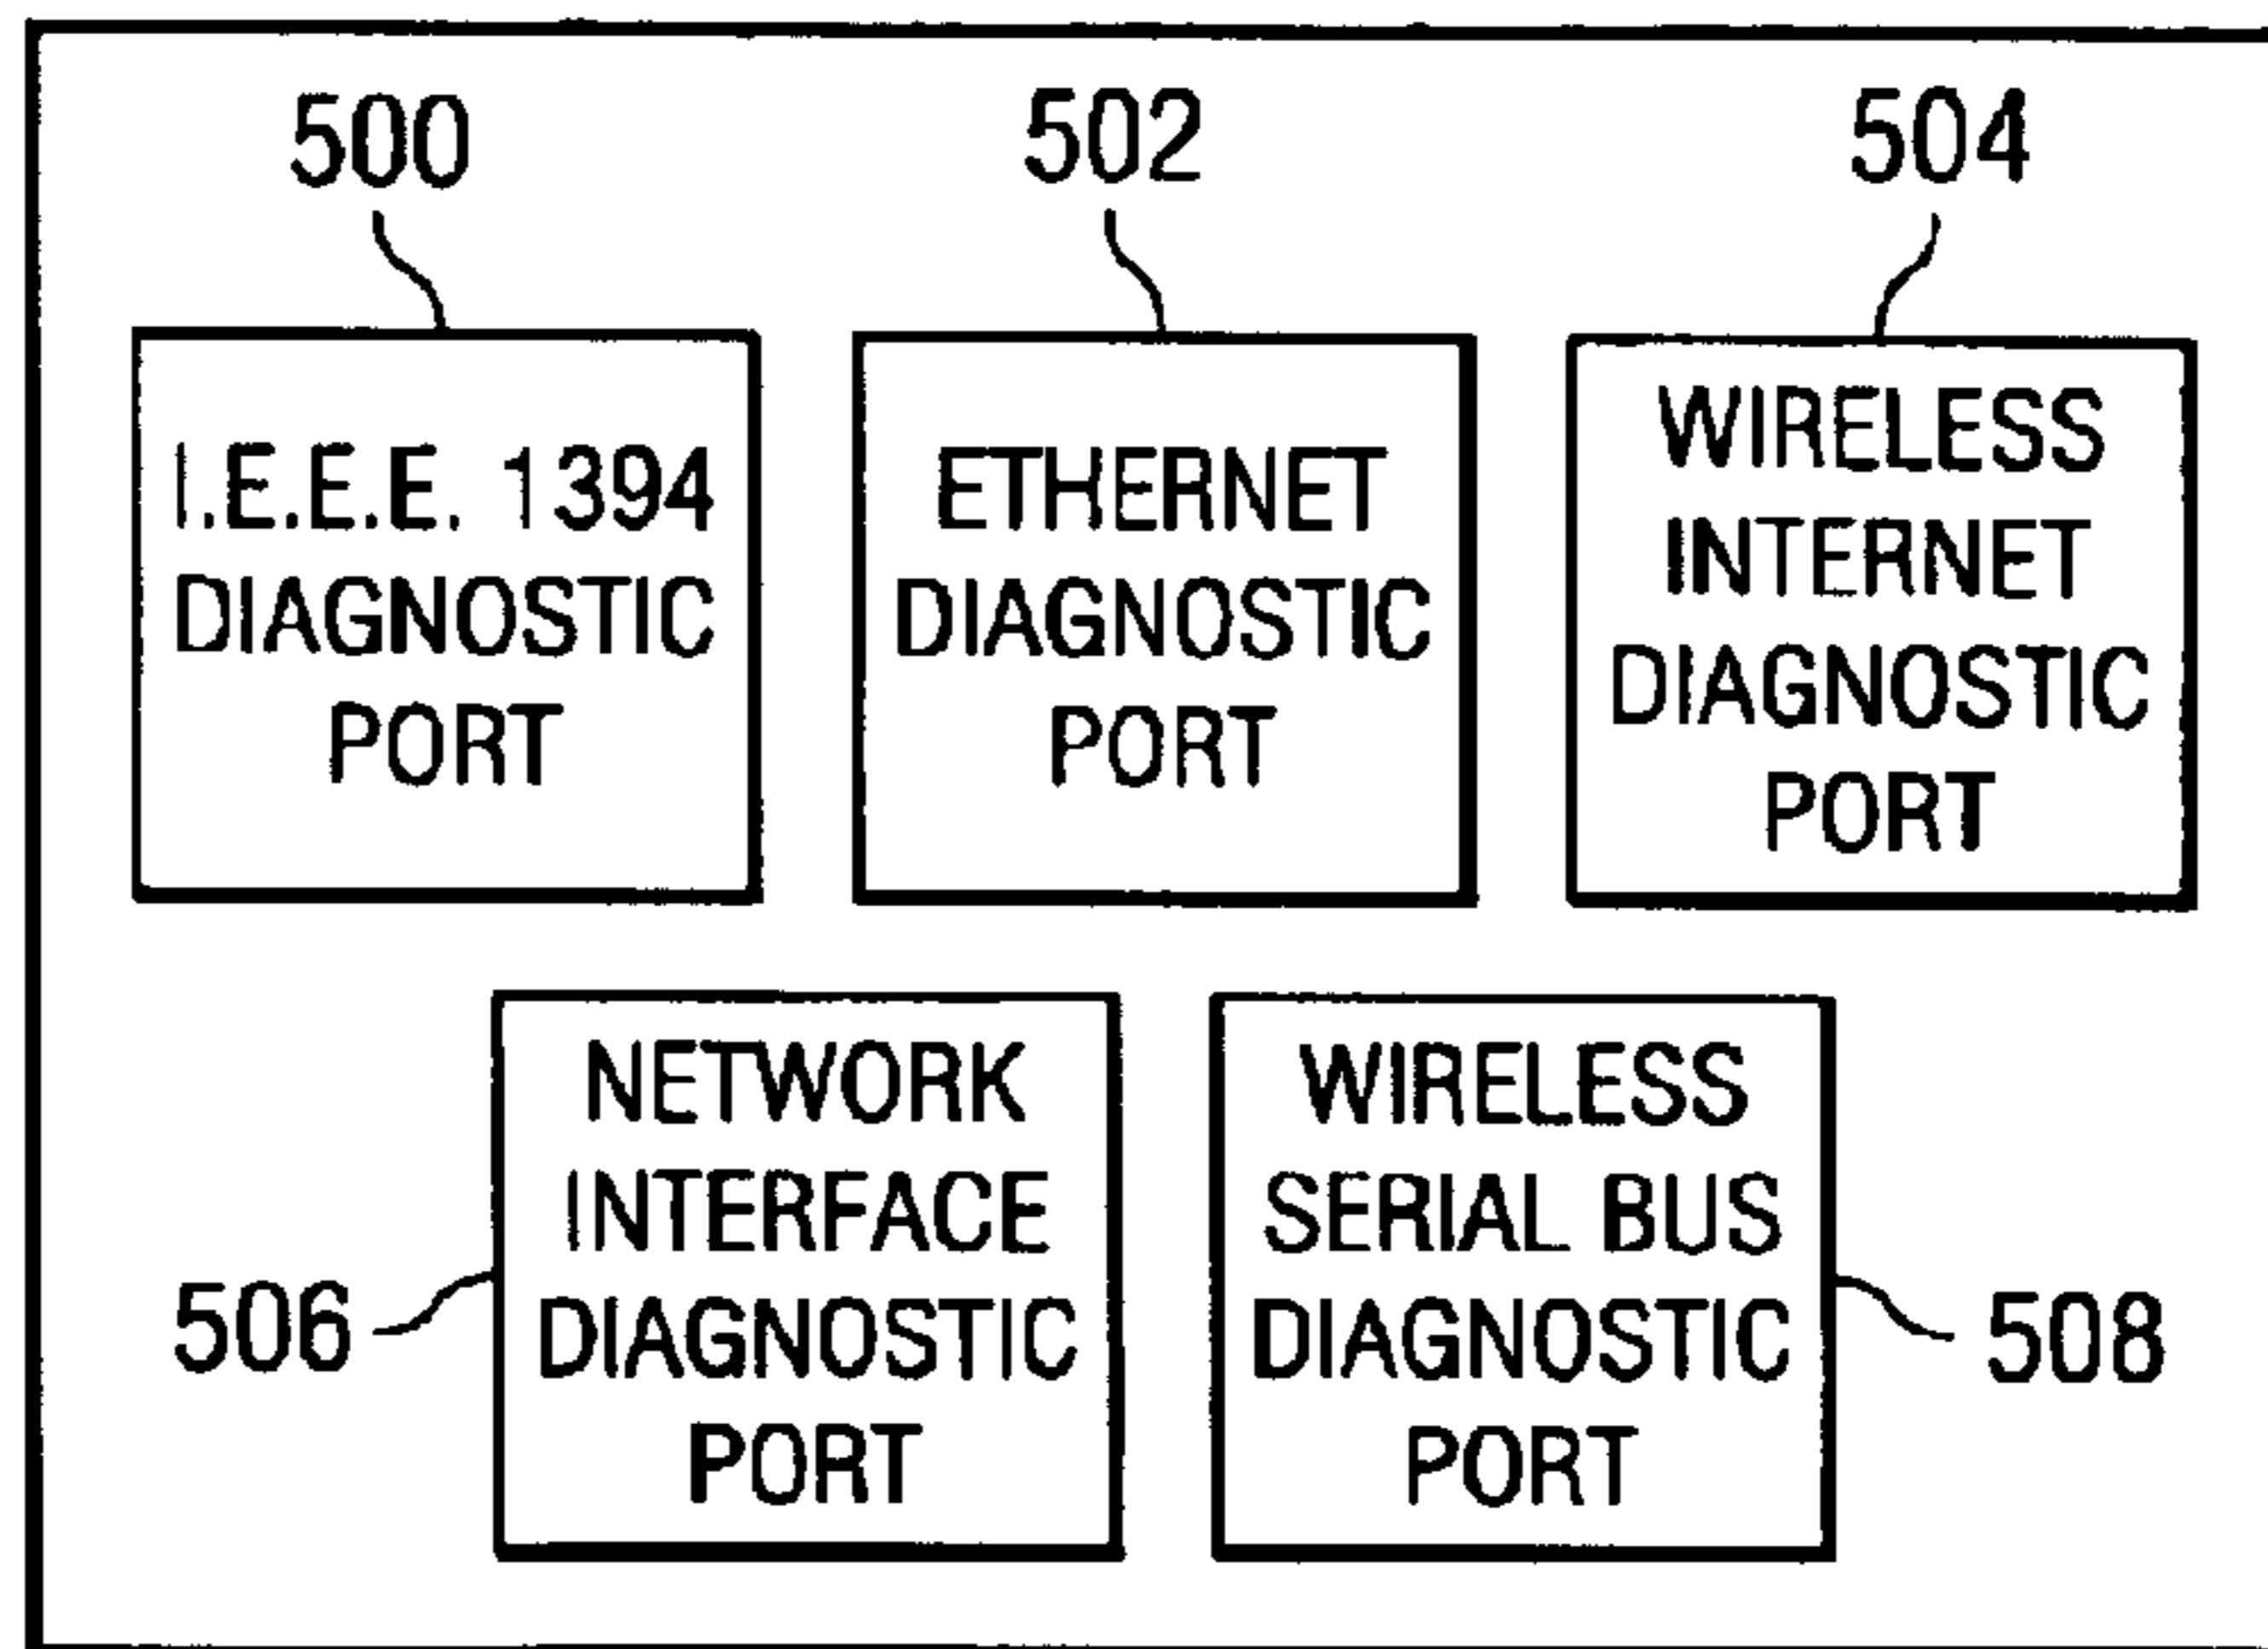 500
502
504
I.E.E.E. 1394
DIAGNOSTIC
PORT
ETHERNET
DIAGNOSTIC
PORT
WIRELESS
INTERNET
DIAGNOSTIC
PORT
506
NETWORK
INTERFACE
DIAGNOSTIC
PORT
WIRELESS
SERIAL BUS
DIAGNOSTIC
PORT
508